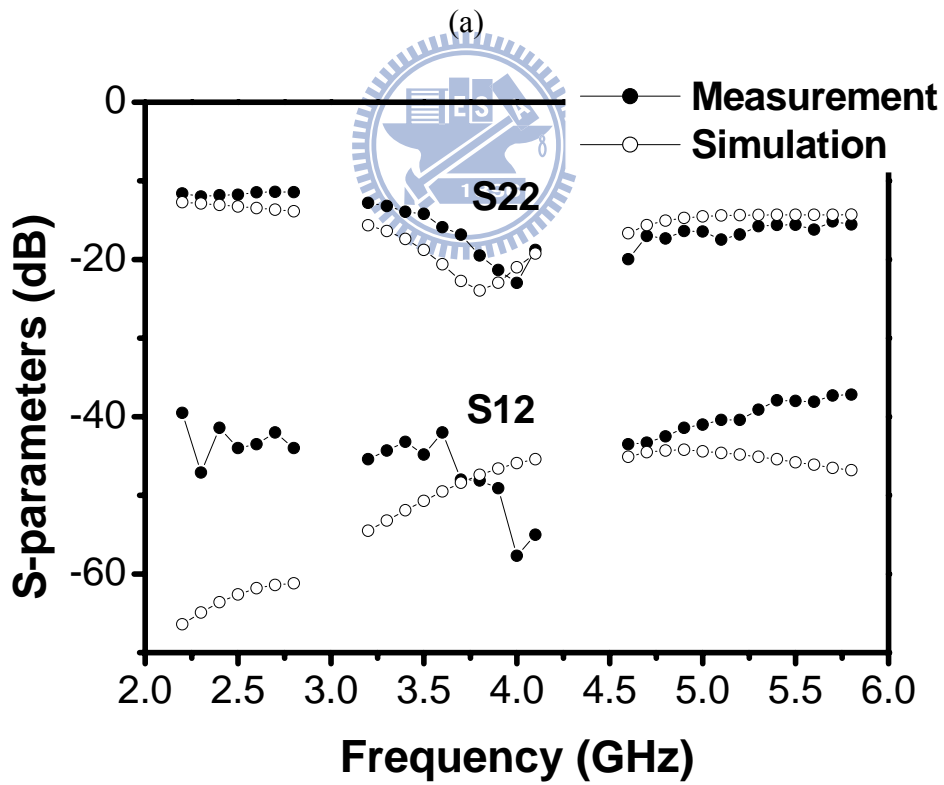 (a)
Measurement
Simulation
S-parameters (dB)
0
-20
-40
-60
S22
S12
ES
2.0 2.5 3.0 3.5 4.0 4.5 5.0 5.5 6.0
Frequency (GHz)